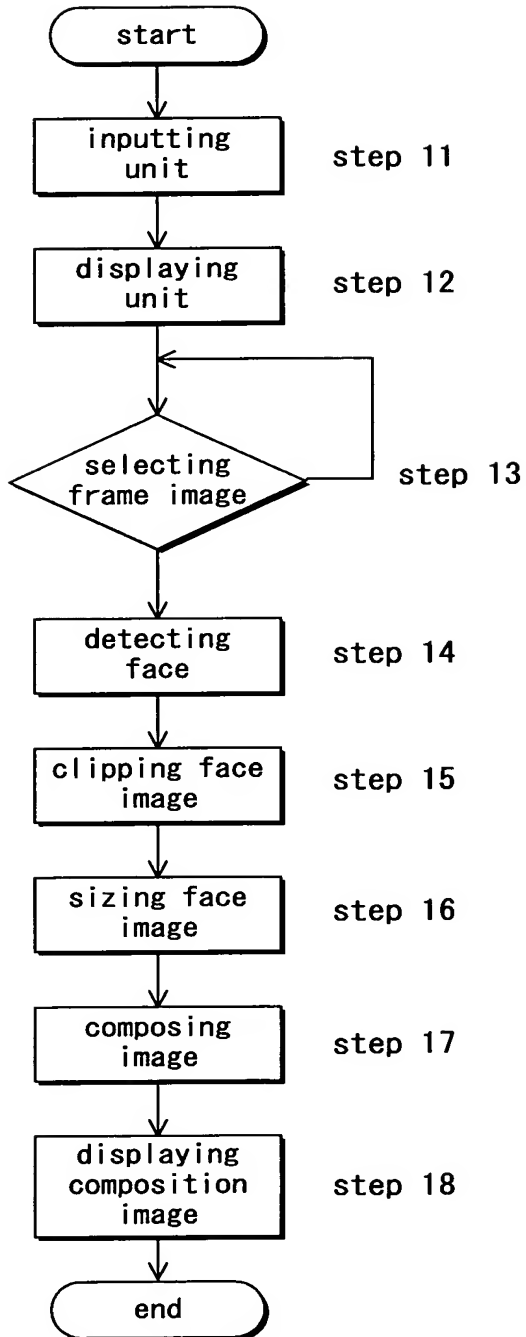 start
inputting
unit
step 11
displaying
unit
step 12
selecting
frame image
step 13
detecting
face
step 14
clipping face
image
step 15
sizing face
image
step 16
composing
image
step 17
displaying
composition
image
step 18
end